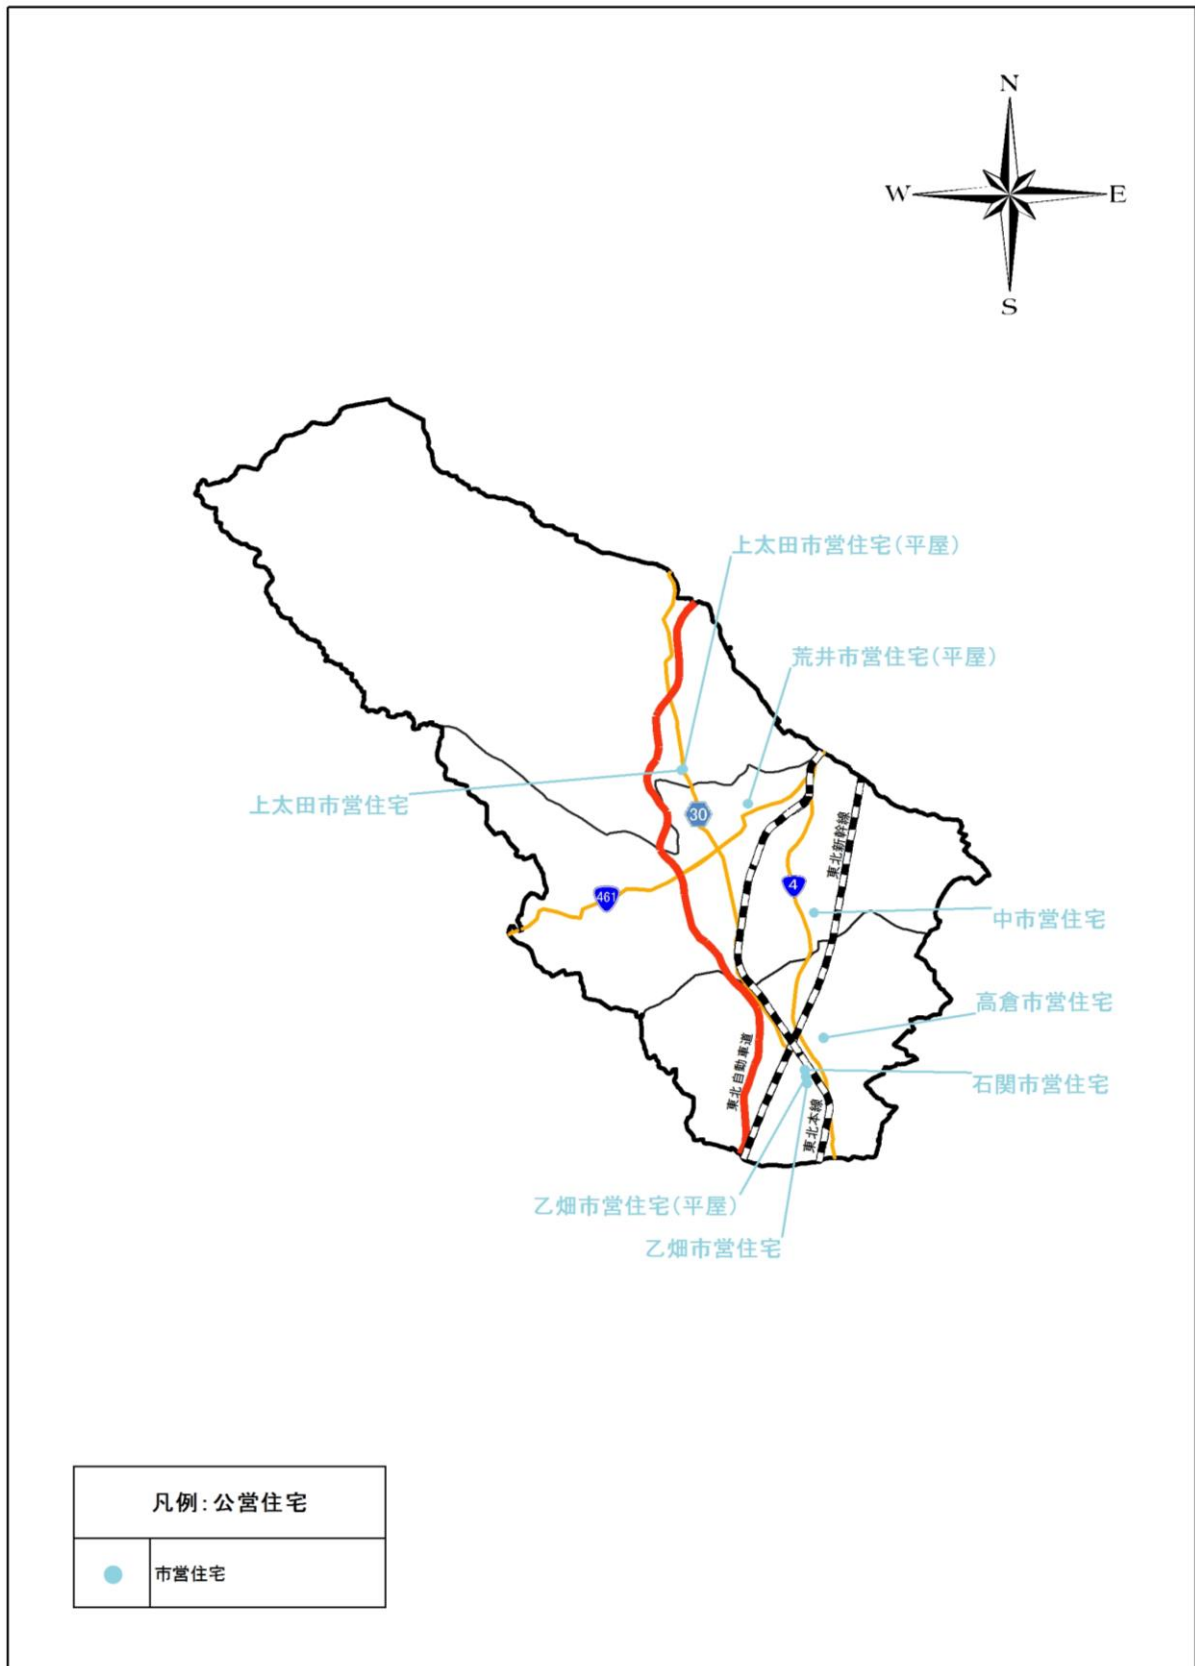 N
W
E
S
上太田市営住宅(平屋)
荒井市営住宅(平屋)
上太田市営住宅
30
東北新幹線
461
4
中市営住宅
高倉市営住宅
東北自動車道
石関市営住宅
東北本線
乙畑市営住宅(平屋)
乙畑市営住宅
凡例:公営住宅
市営住宅